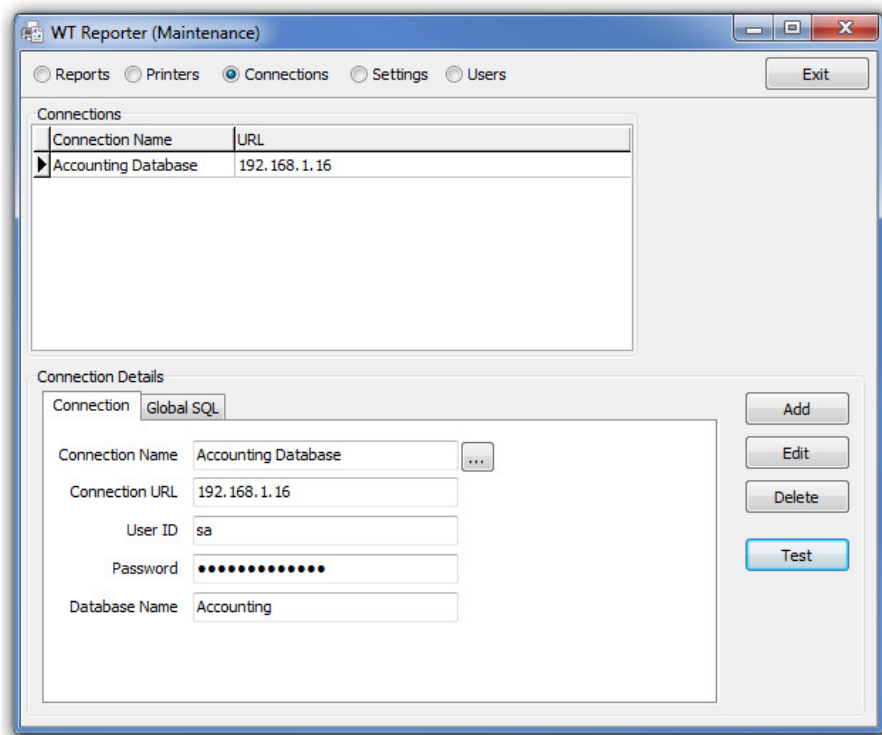 WT Reporter (Maintenance)
Reports Printers Connections Settings Users Exit
Connections
Connection Name URL
Accounting Database 192.168.1.16
Connection Details
Connection Global SQL
Add
Connection Name Accounting Database ...
Edit
Connection URL 192.168.1.16
Delete
User ID sa
Test
Password •••••••••••••
Database Name Accounting